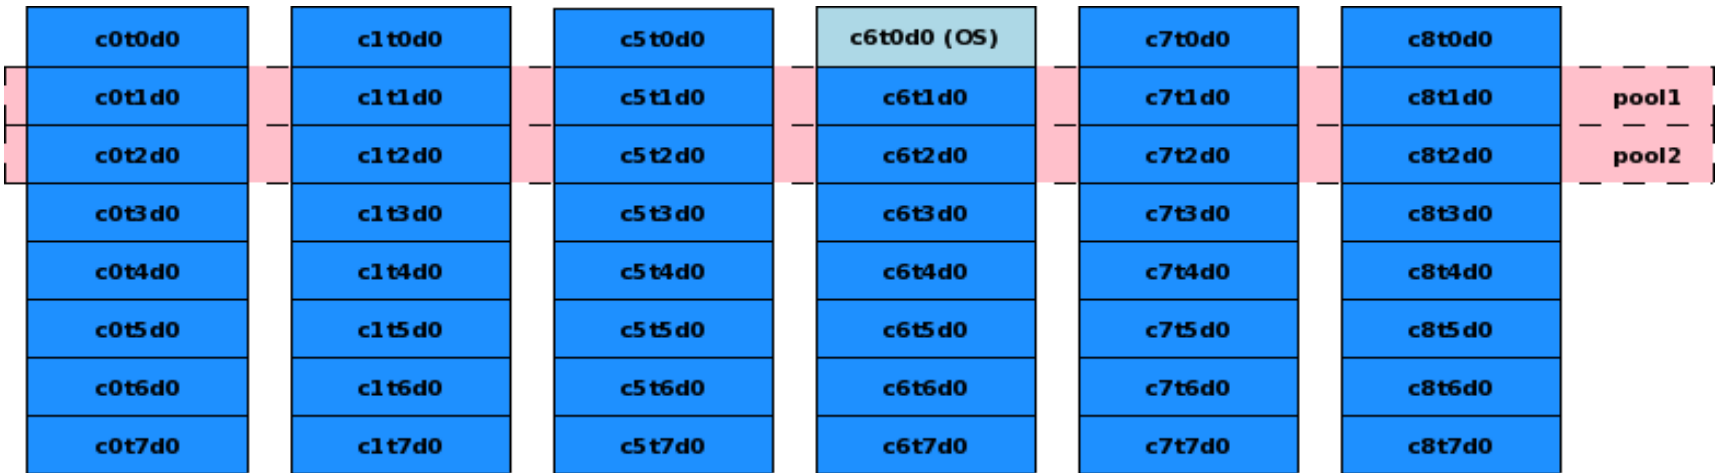 c0t0d0 c1t0d0 c5t0d0 c6t0d0 (OS) c7t0d0 c8t0d0
c0t1d0 c1t1d0 c5t1d0 c6t1d0 c7t1d0 c8t1d0 pool1
c0t2d0 c1t2d0 c5t2d0 c6t2d0 c7t2d0 c8t2d0 pool2
c0t3d0 c1t3d0 c5t3d0 c6t3d0 c7t3d0 c8t3d0
c0t4d0 c1t4d0 c5t4d0 c6t4d0 c7t4d0 c8t4d0
c0t5d0 c1t5d0 c5t5d0 c6t5d0 c7t5d0 c8t5d0
c0t6d0 c1t6d0 c5t6d0 c6t6d0 c7t6d0 c8t6d0
c0t7d0 c1t7d0 c5t7d0 c6t7d0 c7t7d0 c8t7d0